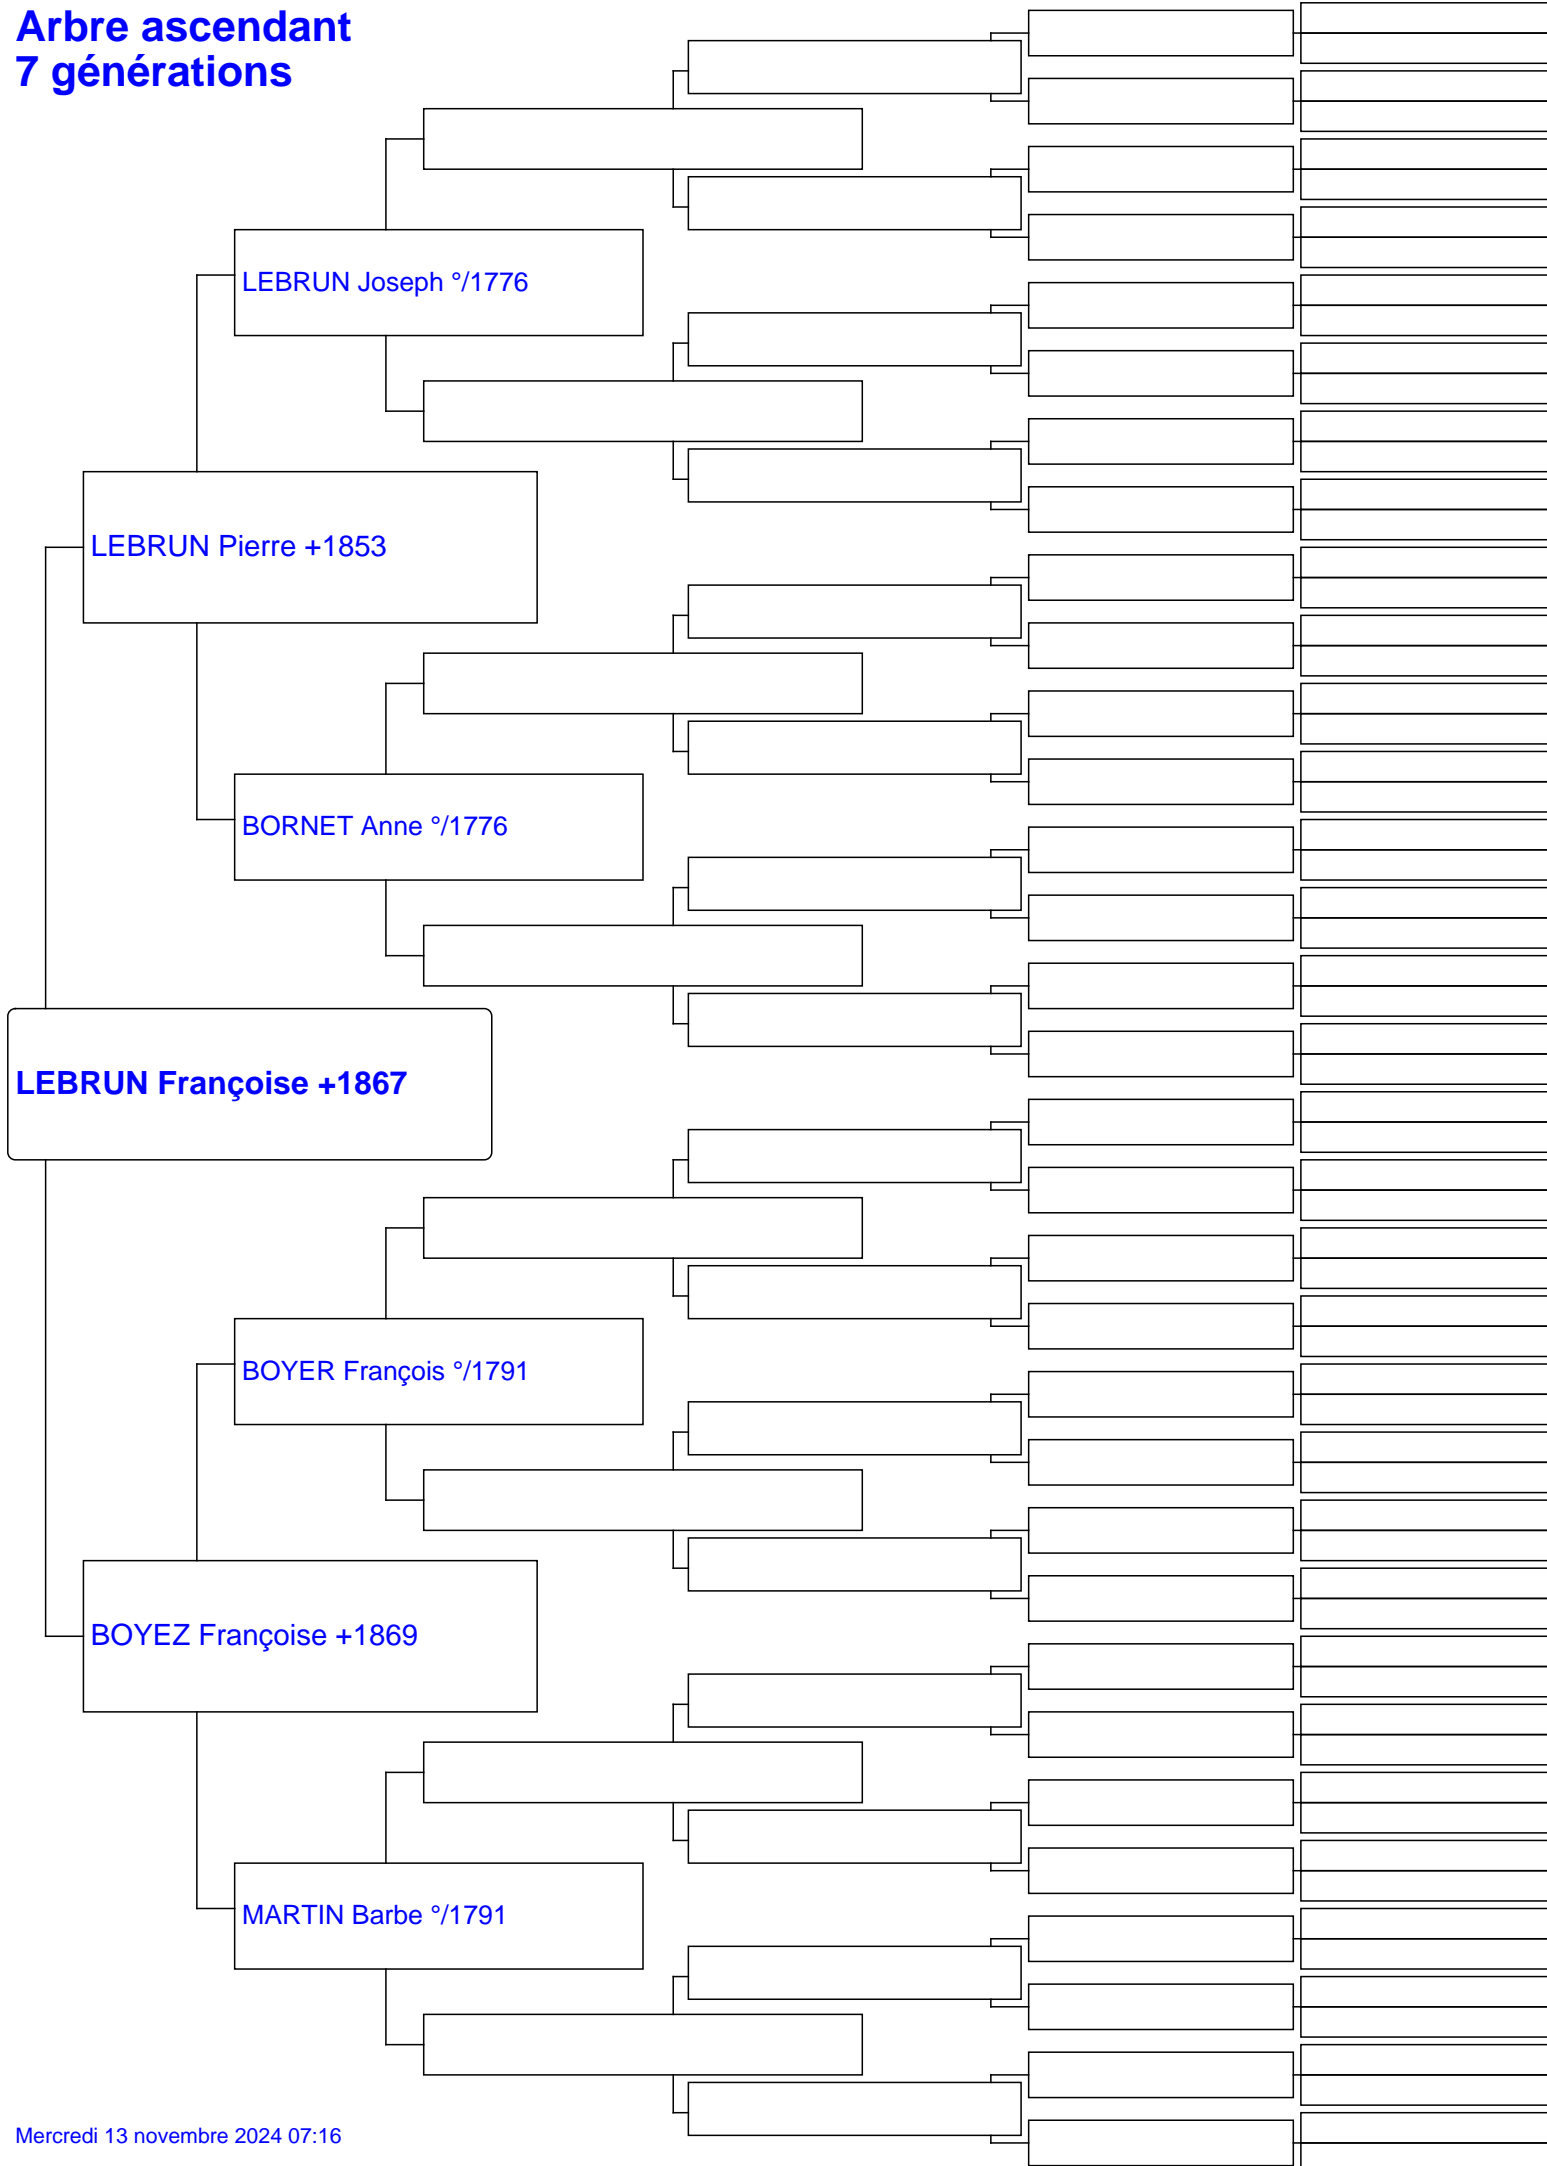 Arbre ascendant
7 générations
LEBRUN Joseph °/1776
LEBRUN Pierre +1853
BORNET Anne °/1776
LEBRUN Françoise +1867
BOYER François °/1791
BOYEZ Françoise +1869
MARTIN Barbe °/1791
Mercredi 13 novembre 2024 07:16